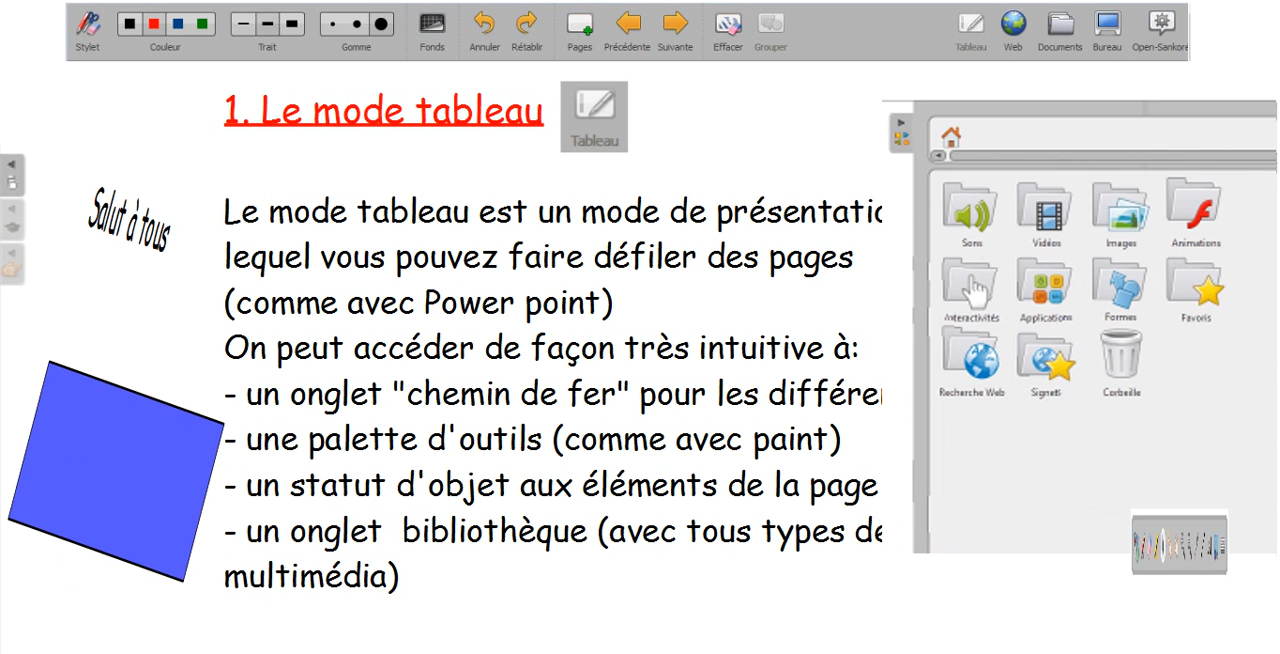 Stylet Couleur Trait Gomme Fonds Annuler Rétablir Pages Précédente Suivante Effacer Grouper Tableau Web Documents Bureau Open-Sankoré
1. Le mode tableau
Tableau
Salut à tous
Le mode tableau est un mode de présentatio
lequel vous pouvez faire défiler des pages
(comme avec Power point)
On peut accéder de façon très intuitive à:
- un onglet "chemin de fer" pour les différe
- une palette d'outils (comme avec paint)
- un statut d'objet aux éléments de la page
- un onglet bibliothèque (avec tous types de
multimédia)
Sons Vidéos Images Animations
Interactivités Applications Formes Favoris
Recherche Web Signets Corbeille